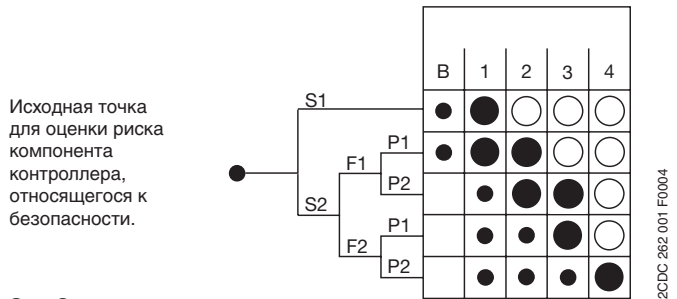 B 1 2 3 4
Исходная точка
для оценки риска
компонента
контроллера,
относящегося к
безопасности.
S1
F1
P1
P2
S2
F2
P1
P2
2CDC 262 001 F0004